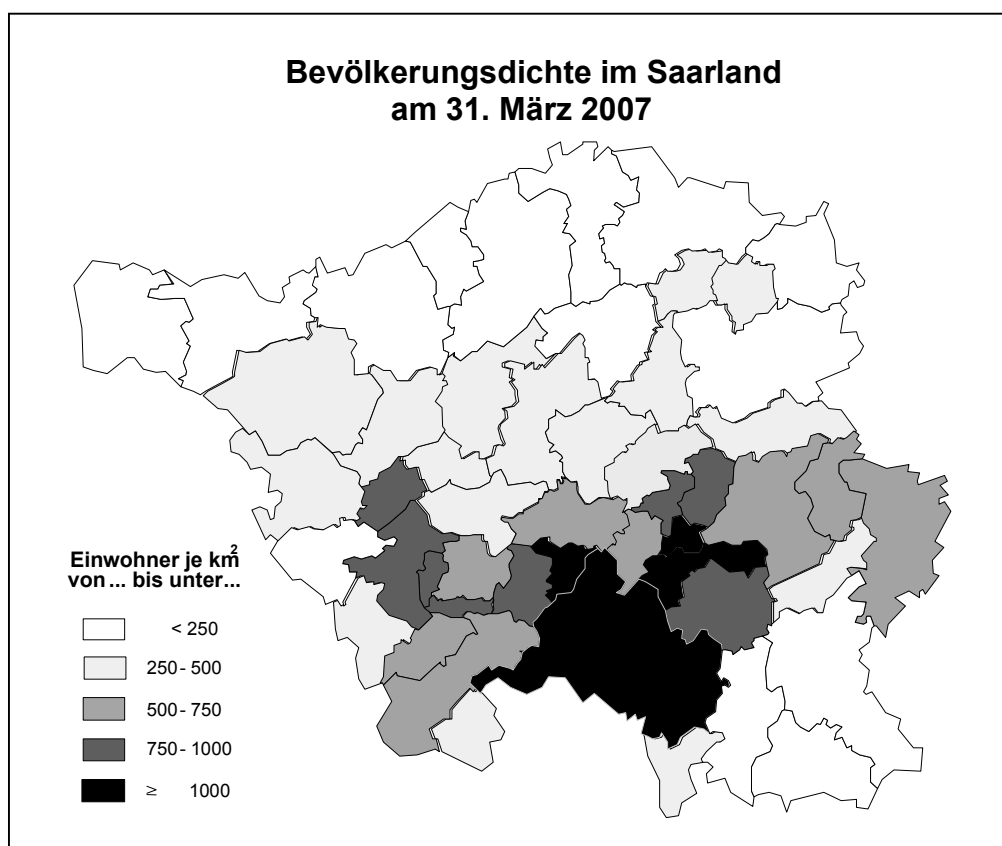 Bevölkerungsdichte im Saarland
am 31. März 2007
Einwohner je km²
von ... bis unter...
< 250
250 - 500
500 - 750
750 - 1000
≥ 1000